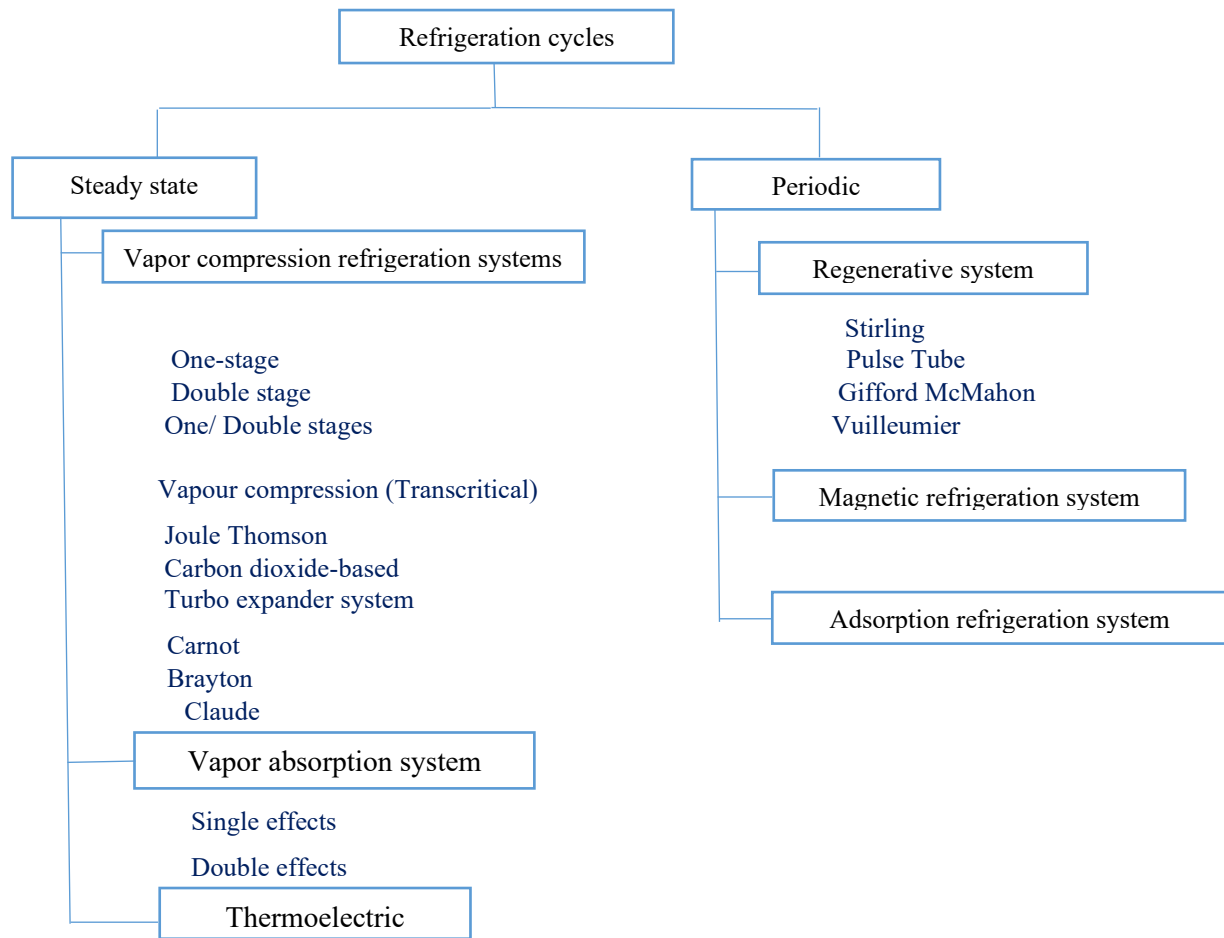 Refrigeration cycles
Steady state
Vapor compression refrigeration systems
One-stage
Double stage
One/ Double stages
Vapour compression (Transcritical)
Joule Thomson
Carbon dioxide-based
Turbo expander system
Carnot
Brayton
Claude
Vapor absorption system
Single effects
Double effects
Thermoelectric
Periodic
Regenerative system
Stirling
Pulse Tube
Gifford McMahon
Vuilleumier
Magnetic refrigeration system
Adsorption refrigeration system